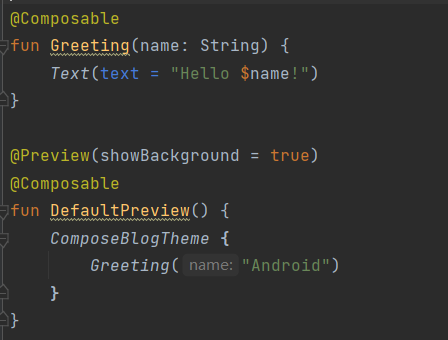 @Composable
fun Greeting(name: String) {
    Text(text = "Hello $name!")
}

@Preview(showBackground = true)
@Composable
fun DefaultPreview() {
    ComposeBlogTheme {
        Greeting( name: "Android")
    }
}